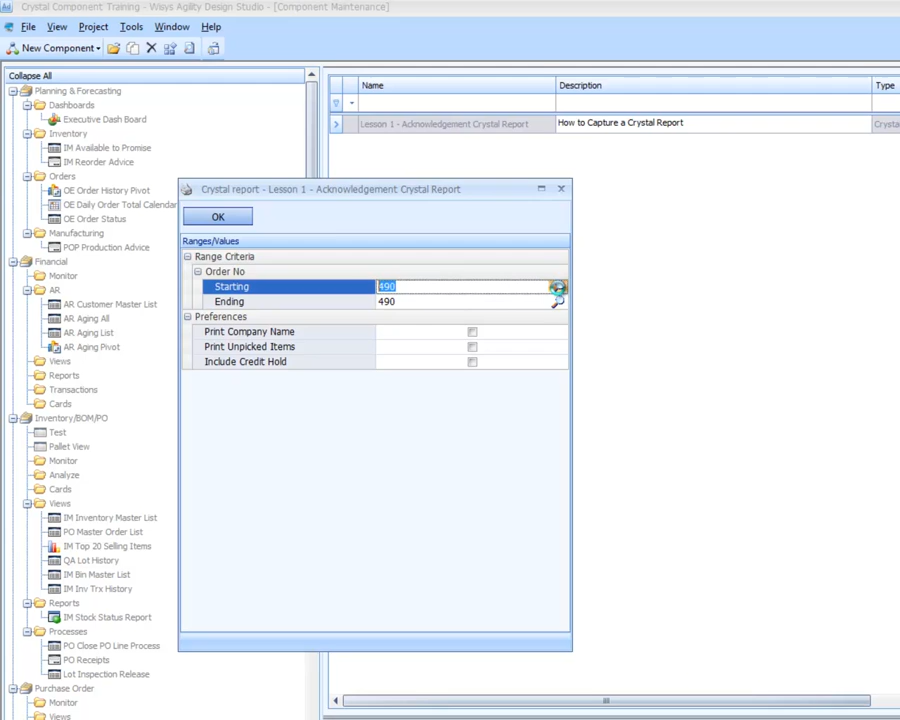 Crystal Component Training - Wisys Agility Design Studio - [Component Maintenance]
File View Project Tools Window Help
New Component
Collapse All
Planning & Forecasting
Dashboards
Executive Dash Board
Inventory
IM Available to Promise
IM Reorder Advice
Orders
OE Order History Pivot
OE Daily Order Total Calendar
OE Order Status
Manufacturing
POP Production Advice
Financial
Monitor
AR
AR Customer Master List
AR Aging All
AR Aging List
AR Aging Pivot
Views
Reports
Transactions
Cards
Inventory/BOM/PO
Test
Pallet View
Monitor
Analyze
Cards
Views
IM Inventory Master List
PO Master Order List
IM Top 20 Selling Items
QA Lot History
IM Bin Master List
IM Inv Trx History
Reports
IM Stock Status Report
Processes
PO Close PO Line Process
PO Receipts
Lot Inspection Release
Purchase Order
Monitor
Views
Name Description Type
Lesson 1 - Acknowledgement Crystal Report How to Capture a Crystal Report Crysta
Crystal report - Lesson 1 - Acknowledgement Crystal Report
OK
Ranges/Values
Range Criteria
Order No
Starting 490
Ending 490
Preferences
Print Company Name
Print Unpicked Items
Include Credit Hold